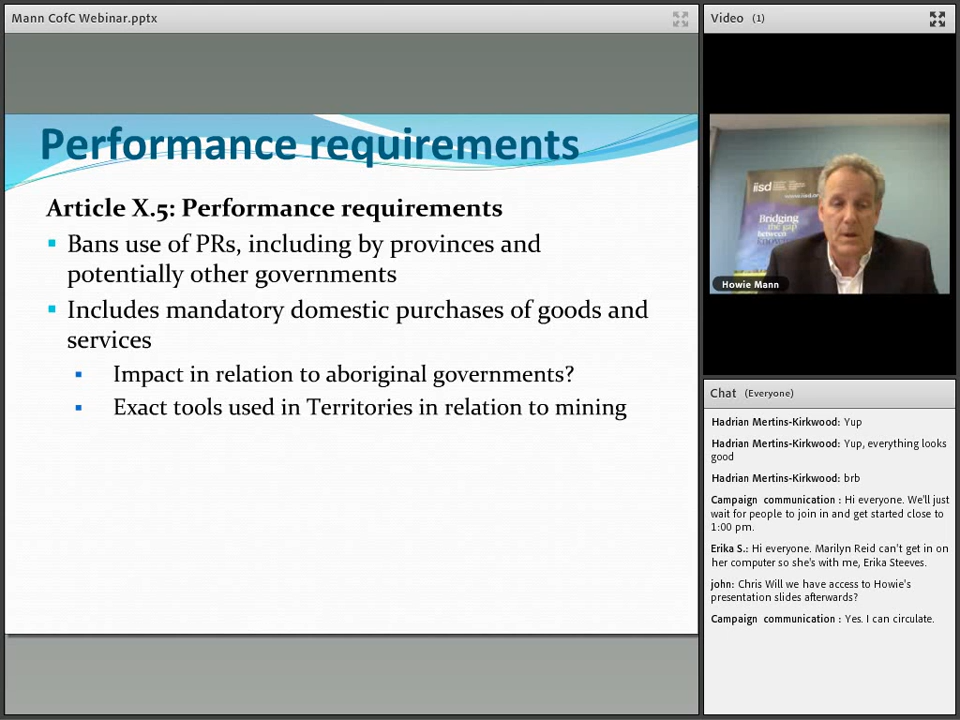 Mann CofC Webinar.pptx
Performance requirements
Article X.5: Performance requirements
▪ Bans use of PRs, including by provinces and
potentially other governments
▪ Includes mandatory domestic purchases of goods and
services
▪ Impact in relation to aboriginal governments?
▪ Exact tools used in Territories in relation to mining
Video (1)
iisd
www.iisd.o
Bridging
the gap
between
Howie Mann
Chat (Everyone)
Hadrian Mertins-Kirkwood: Yup
Hadrian Mertins-Kirkwood: Yup, everything looks
good
Hadrian Mertins-Kirkwood: brb
Campaign communication : Hi everyone. We'll just
wait for people to join in and get started close to
1:00 pm.
Erika S.: Hi everyone. Marilyn Reid can't get in on
her computer so she's with me, Erika Steeves.
john: Chris Will we have access to Howie's
presentation slides afterwards?
Campaign communication : Yes. I can circulate.